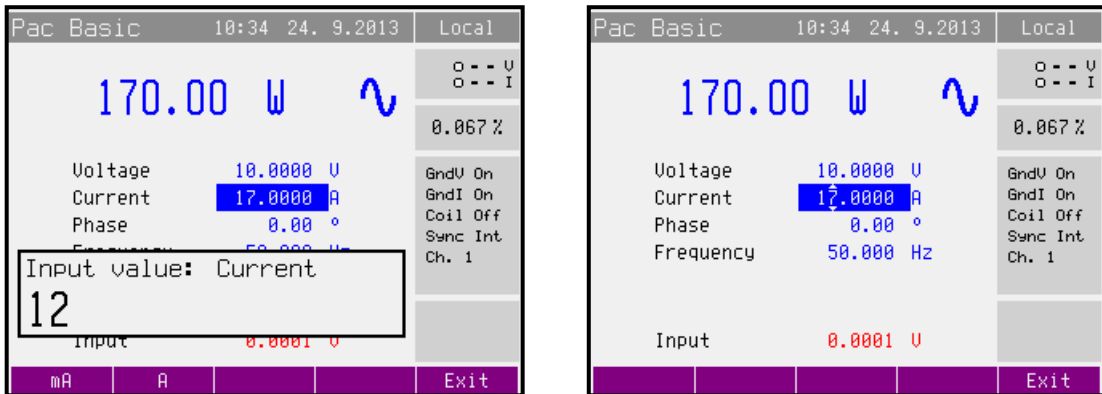 Pac Basic 10:34 24. 9.2013 Local
o-- V
o-- I
170.00 W
0.067%
Voltage 10.0000 V
Current 17.0000 A
Phase 0.00 °
Frequency 50.000 Hz
GndV On
GndI On
Coil Off
Sync Int
Ch. 1
Input value: Current
12
Input 0.0001 V
mA A Exit
Pac Basic 10:34 24. 9.2013 Local
o-- V
o-- I
170.00 W
0.067%
Voltage 10.0000 V
Current 17.0000 A
Phase 0.00 °
Frequency 50.000 Hz
GndV On
GndI On
Coil Off
Sync Int
Ch. 1
Input 0.0001 V
Exit